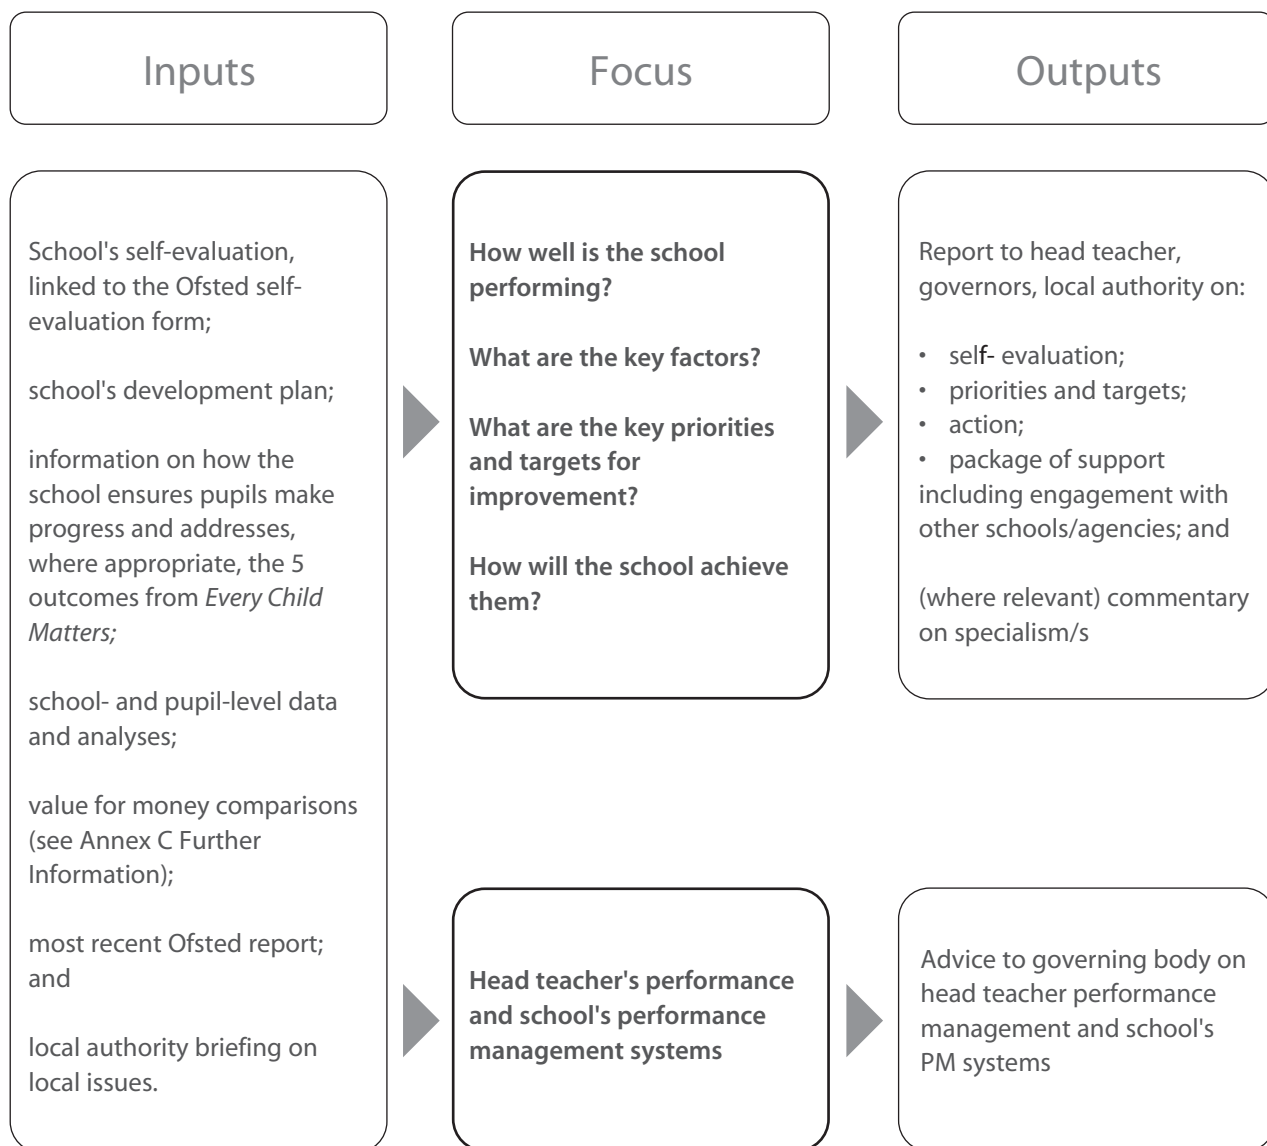 Inputs
Focus
Outputs
School's self-evaluation,
linked to the Ofsted self-
evaluation form;
school's development plan;
information on how the
school ensures pupils make
progress and addresses,
where appropriate, the 5
outcomes from Every Child
Matters;
school- and pupil-level data
and analyses;
value for money comparisons
(see Annex C Further
Information);
most recent Ofsted report;
and
local authority briefing on
local issues.
How well is the school
performing?
What are the key factors?
What are the key priorities
and targets for
improvement?
How will the school achieve
them?
Report to head teacher,
governors, local authority on:
• self- evaluation;
• priorities and targets;
• action;
• package of support
including engagement with
other schools/agencies; and
(where relevant) commentary
on specialism/s
Head teacher's performance
and school's performance
management systems
Advice to governing body on
head teacher performance
management and school's
PM systems